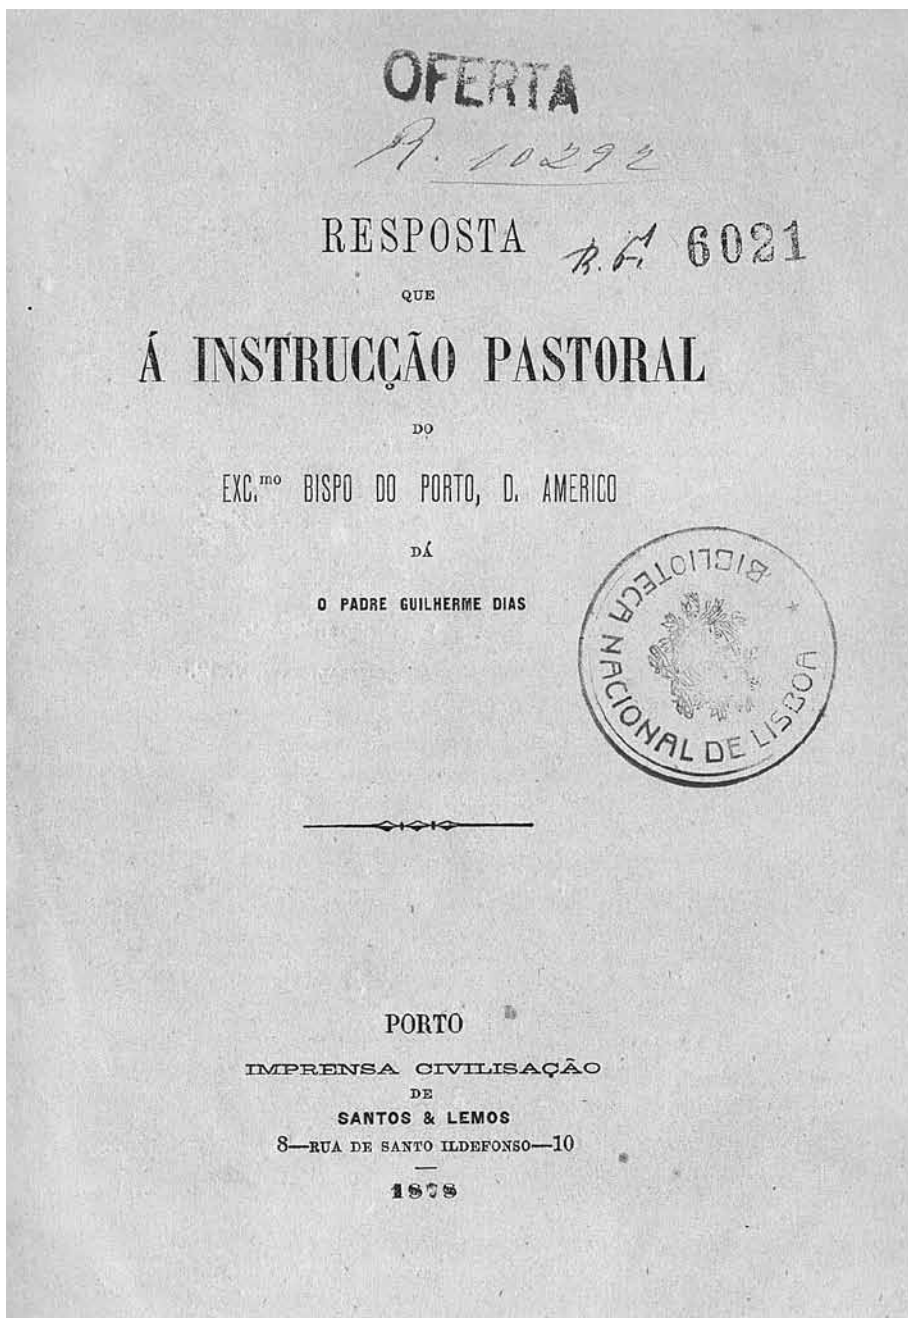 OFERTA
R. 10292
RESPOSTA
R. 6021
QUE
Á INSTRUCÇÃO PASTORAL
DO
EXC.mo BISPO DO PORTO, D. AMERICO
DÁ
O PADRE GUILHERME DIAS
BIBLIOTECA NACIONAL DE LISBOA
PORTO
IMPRENSA CIVILISAÇÃO
DE
SANTOS & LEMOS
8—RUA DE SANTO ILDEFONSO—10
1878